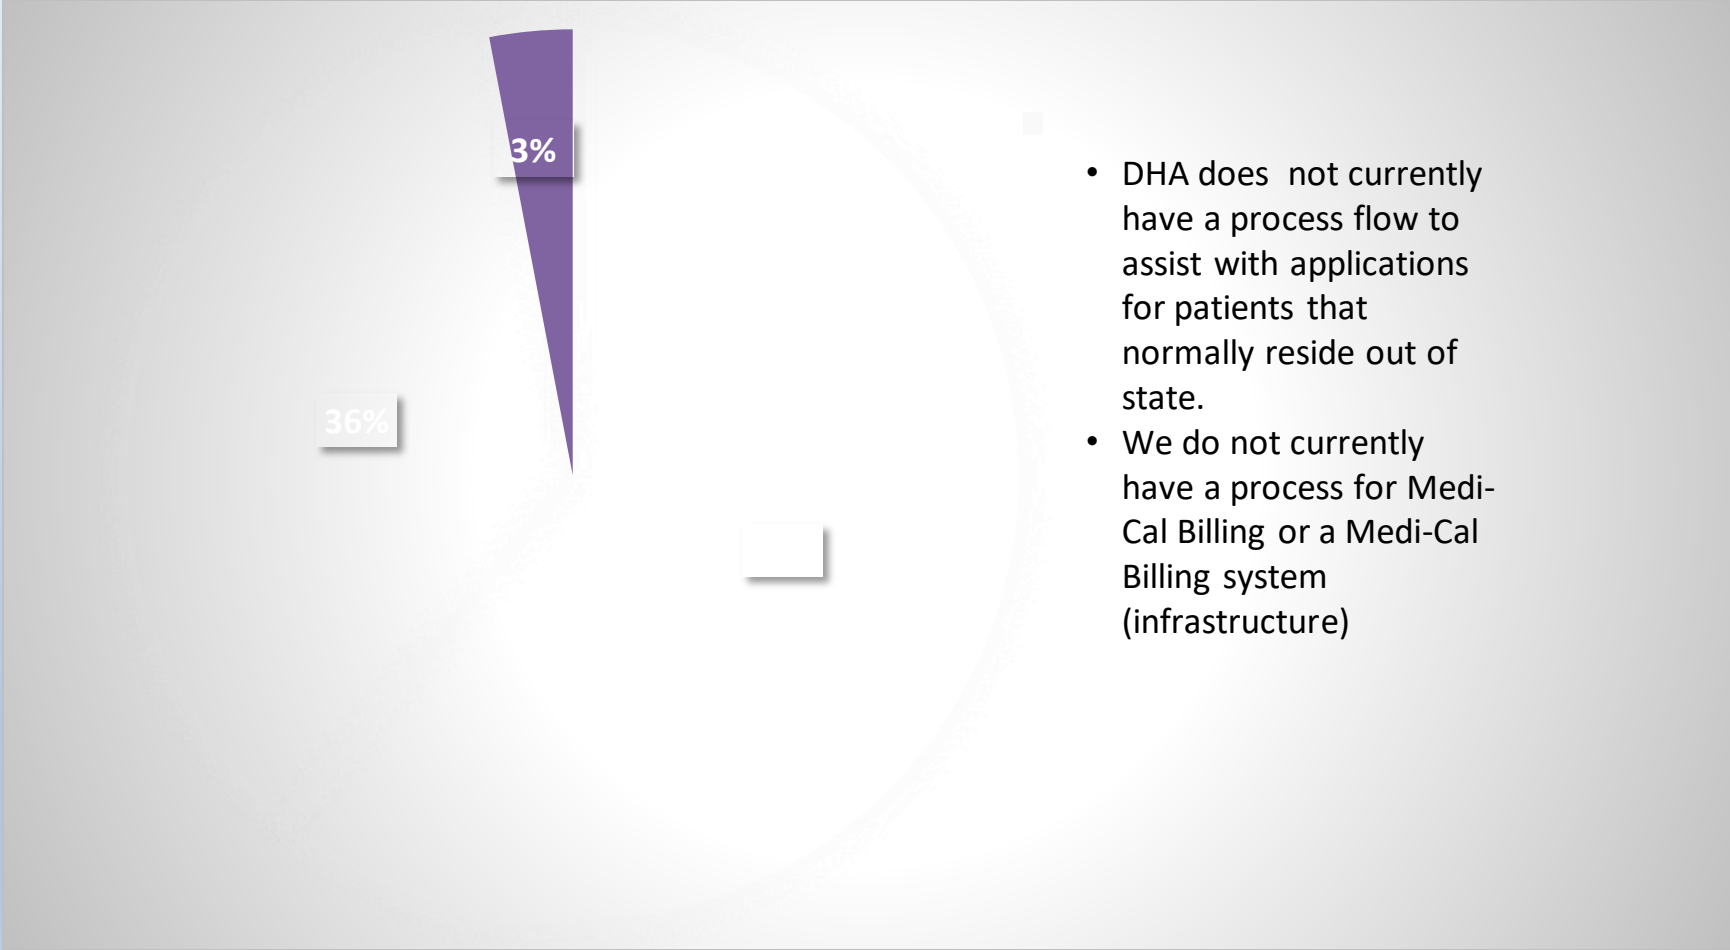 3%
36%
• DHA does  not currently
have a process flow to
assist with applications
for patients that
normally reside out of
state.
• We do not currently
have a process for Medi-
Cal Billing or a Medi-Cal
Billing system
(infrastructure)